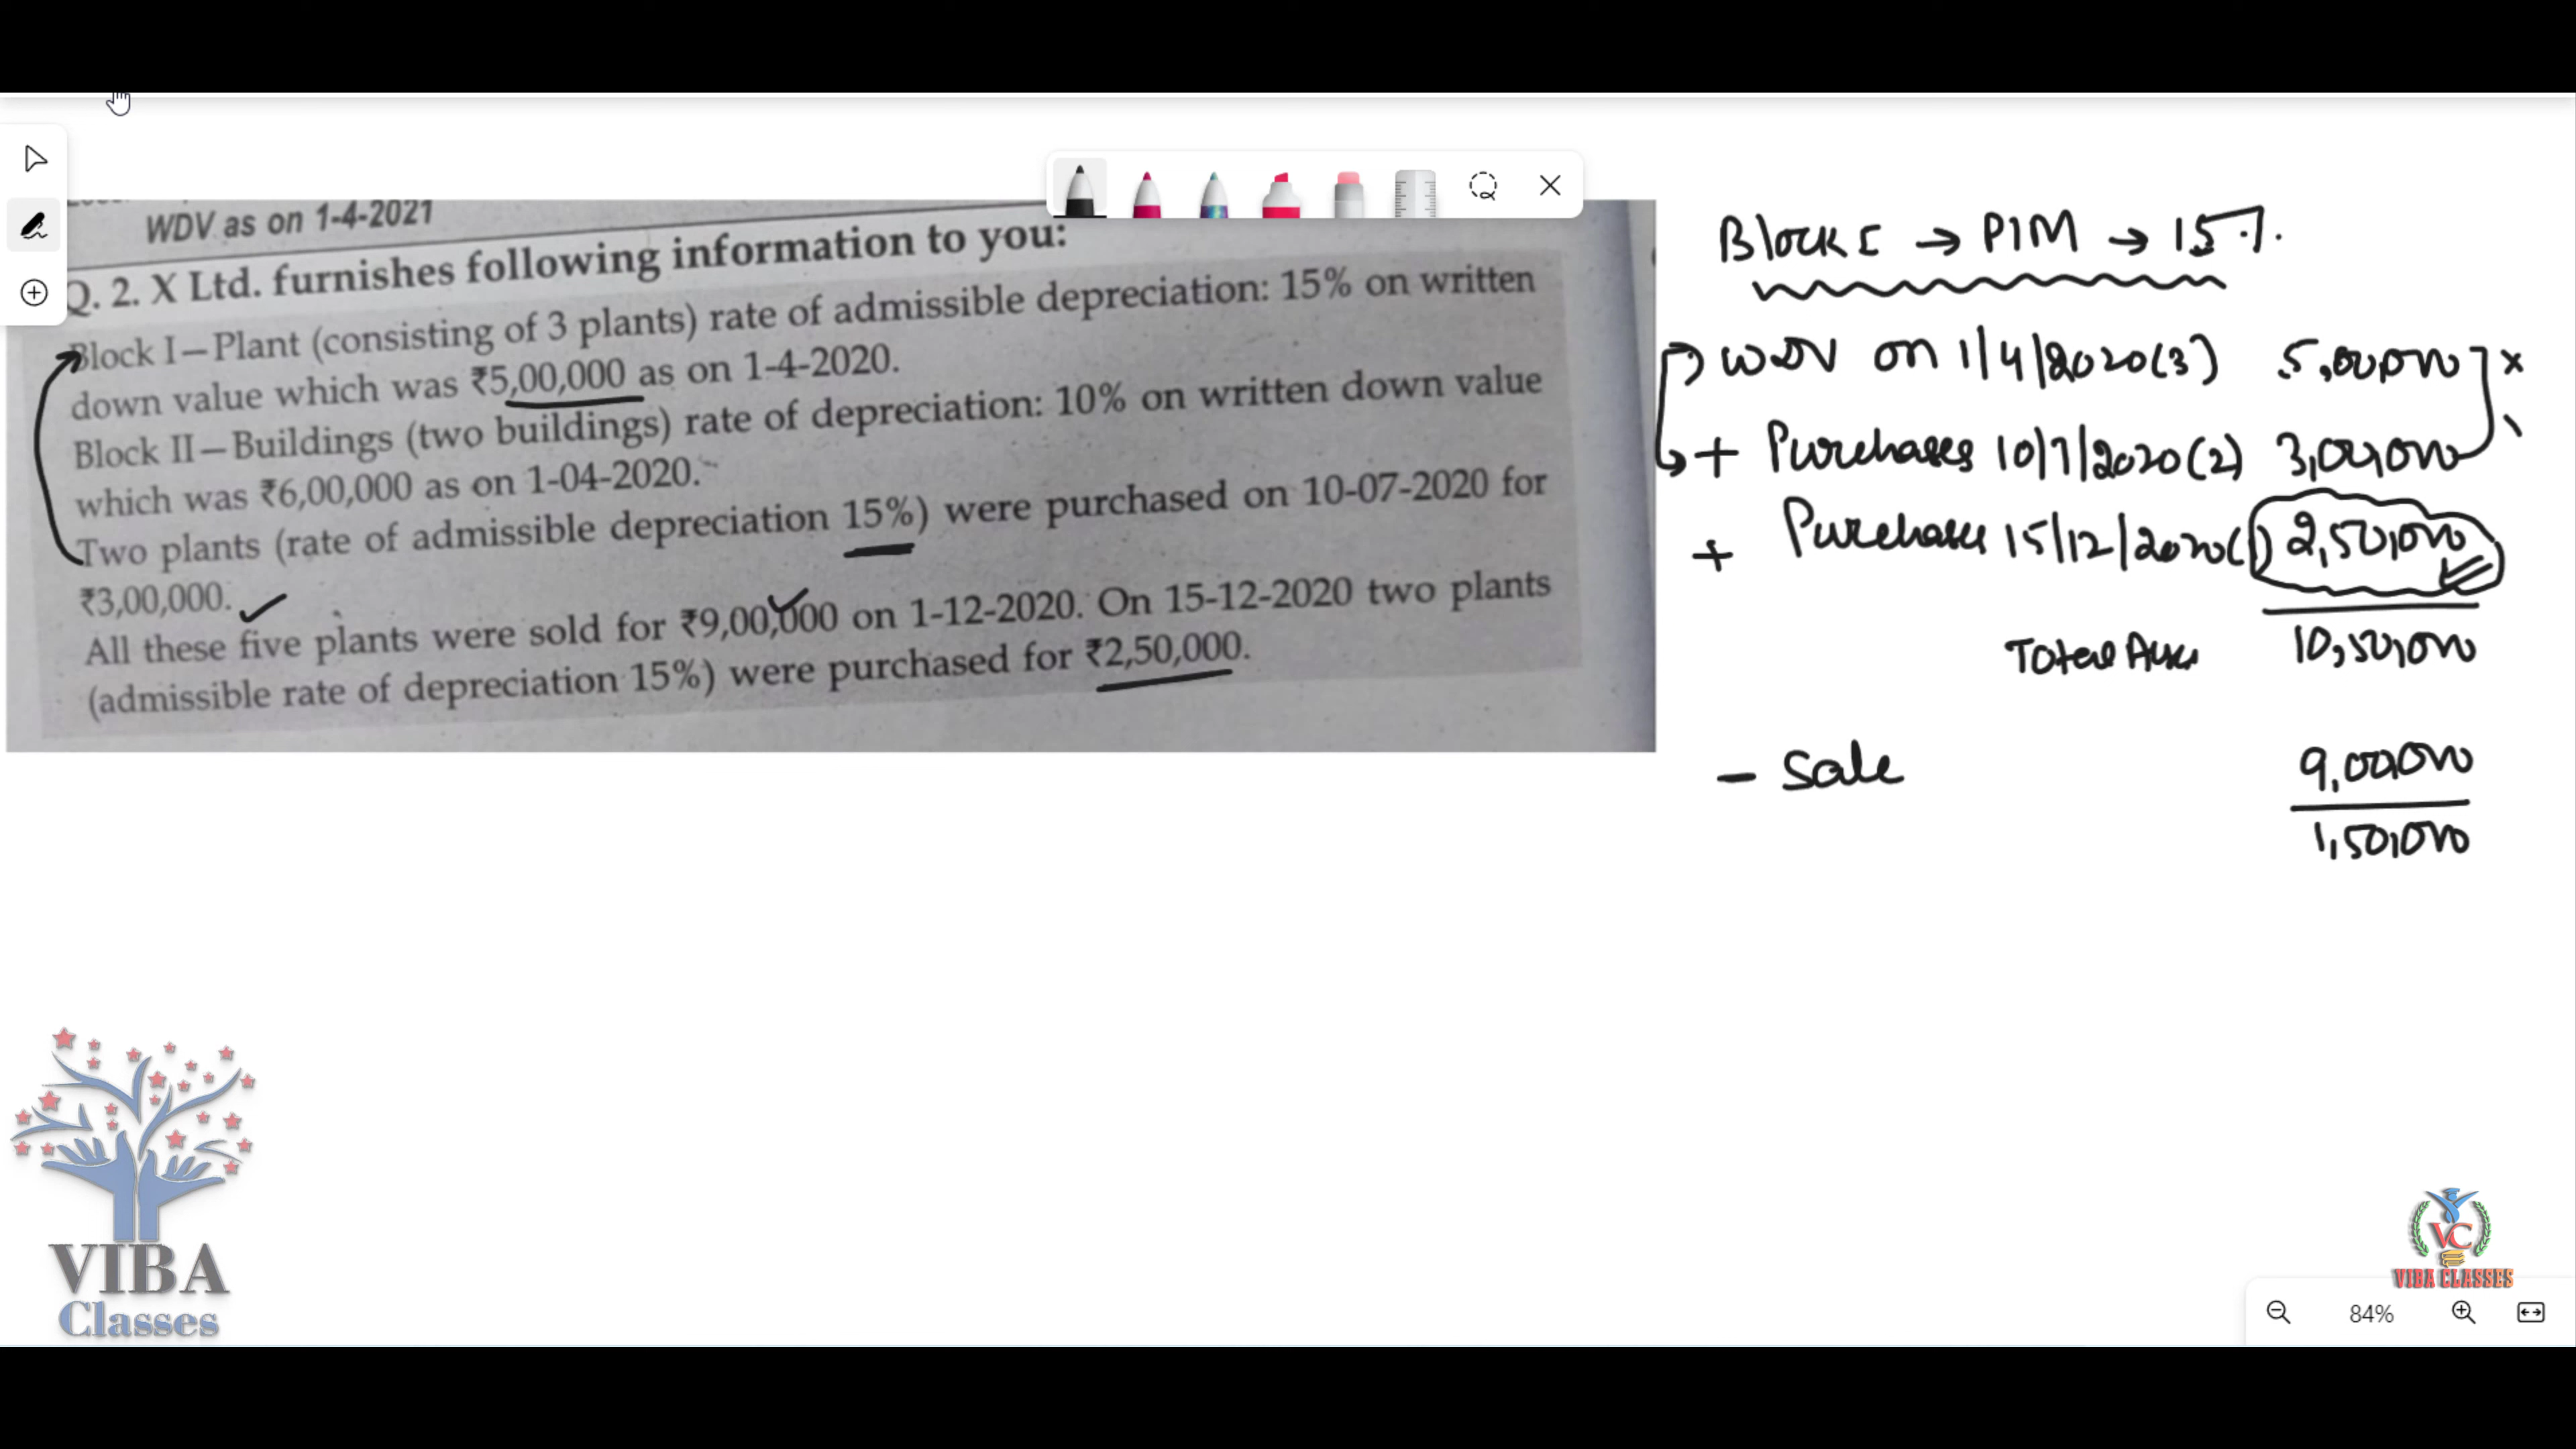 WDV as on 1-4-2021
Q. 2. X Ltd. furnishes following information to you:
Block I—Plant (consisting of 3 plants) rate of admissible depreciation: 15% on written
down value which was ₹5,00,000 as on 1-4-2020.
Block II—Buildings (two buildings) rate of depreciation: 10% on written down value
which was ₹6,00,000 as on 1-04-2020.
Two plants (rate of admissible depreciation 15%) were purchased on 10-07-2020 for
₹3,00,000.
All these five plants were sold for ₹9,00,000 on 1-12-2020. On 15-12-2020 two plants
(admissible rate of depreciation 15%) were purchased for ₹2,50,000.
Block I → P1M → 15%.
WDV on 1/4/2020(3) 5,00,000
+ Purchases 10/7/2020(2) 3,00,000
+ Purchases 15/12/2020() 2,50,000
Total 10,50,000
- Sale 9,00,000
1,50,000
VIBA
Classes
VC
VIBA CLASSES
84%